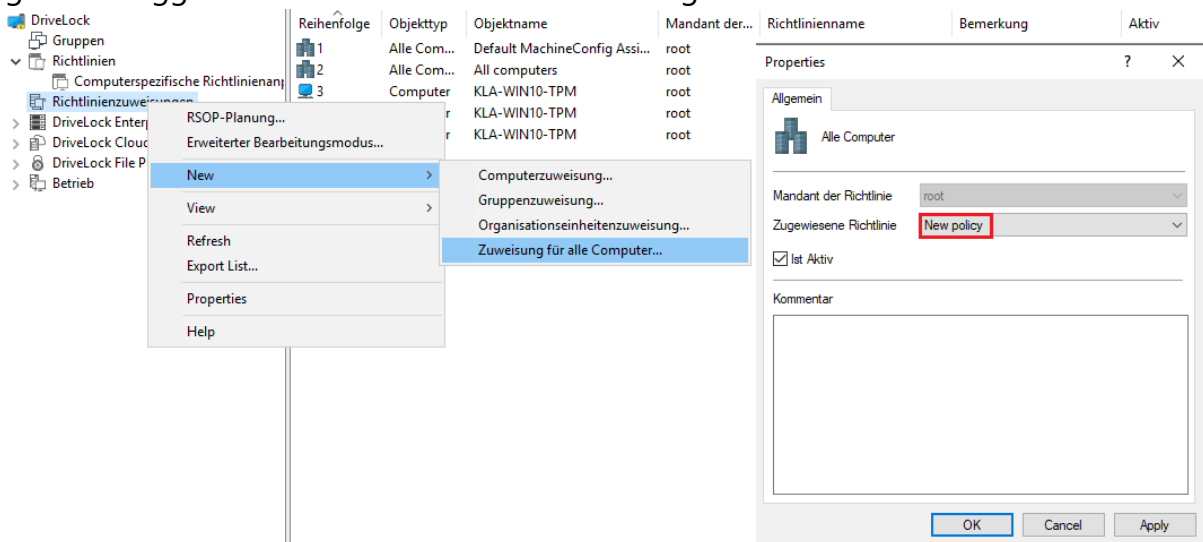 DriveLock
Gruppen
Richtlinien
Computerspezifische Richtlinienanp
Richtlinienzuweisungen
DriveLock Enterp
DriveLock Cloud
DriveLock File P
Betrieb
RSOP-Planung...
Erweiterter Bearbeitungsmodus...
New
View
Refresh
Export List...
Properties
Help
Computerzuweisung...
Gruppenzuweisung...
Organisationseinheitenzuweisung...
Zuweisung für alle Computer...
Reihenfolge Objekttyp Objektname Mandant der... Richtlinienname Bemerkung Aktiv
1 Alle Com... Default MachineConfig Assi... root
2 Alle Com... All computers root
3 Computer KLA-WIN10-TPM root
r KLA-WIN10-TPM root
r KLA-WIN10-TPM root
Properties ? X
Allgemein
Alle Computer
Mandant der Richtlinie root
Zugewiesene Richtlinie New policy
Ist Aktiv
Kommentar
OK Cancel Apply